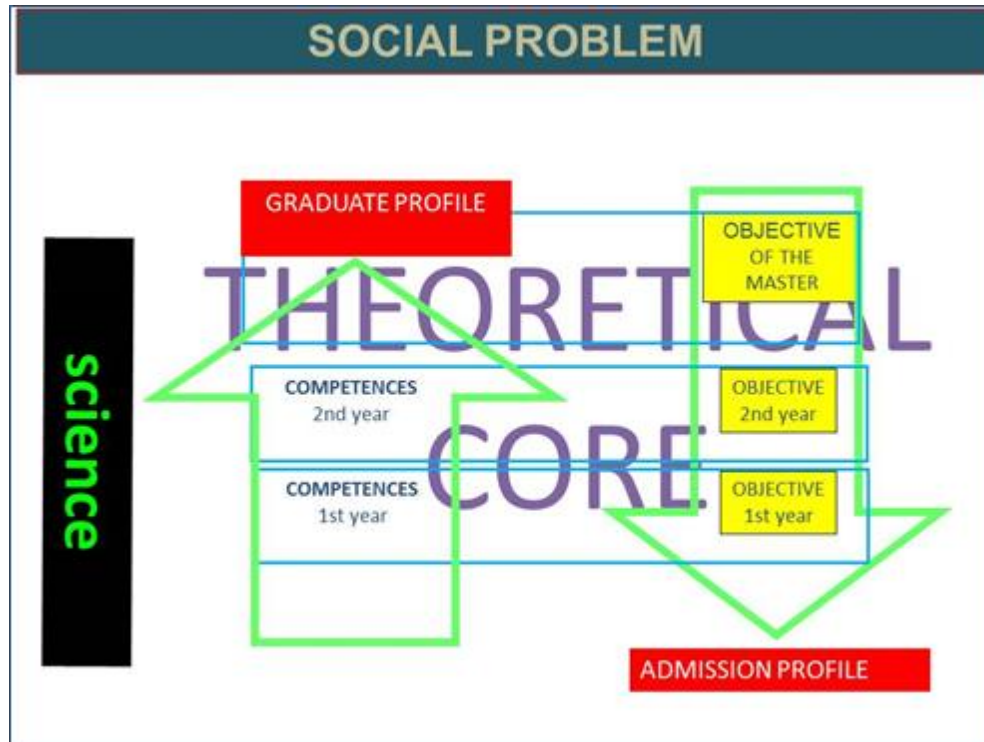 SOCIAL PROBLEM
GRADUATE PROFILE
OBJECTIVE
OF THE
MASTER
THEORETICAL
science
COMPETENCES
2nd year
OBJECTIVE
2nd year
CORE
COMPETENCES
1st year
OBJECTIVE
1st year
ADMISSION PROFILE